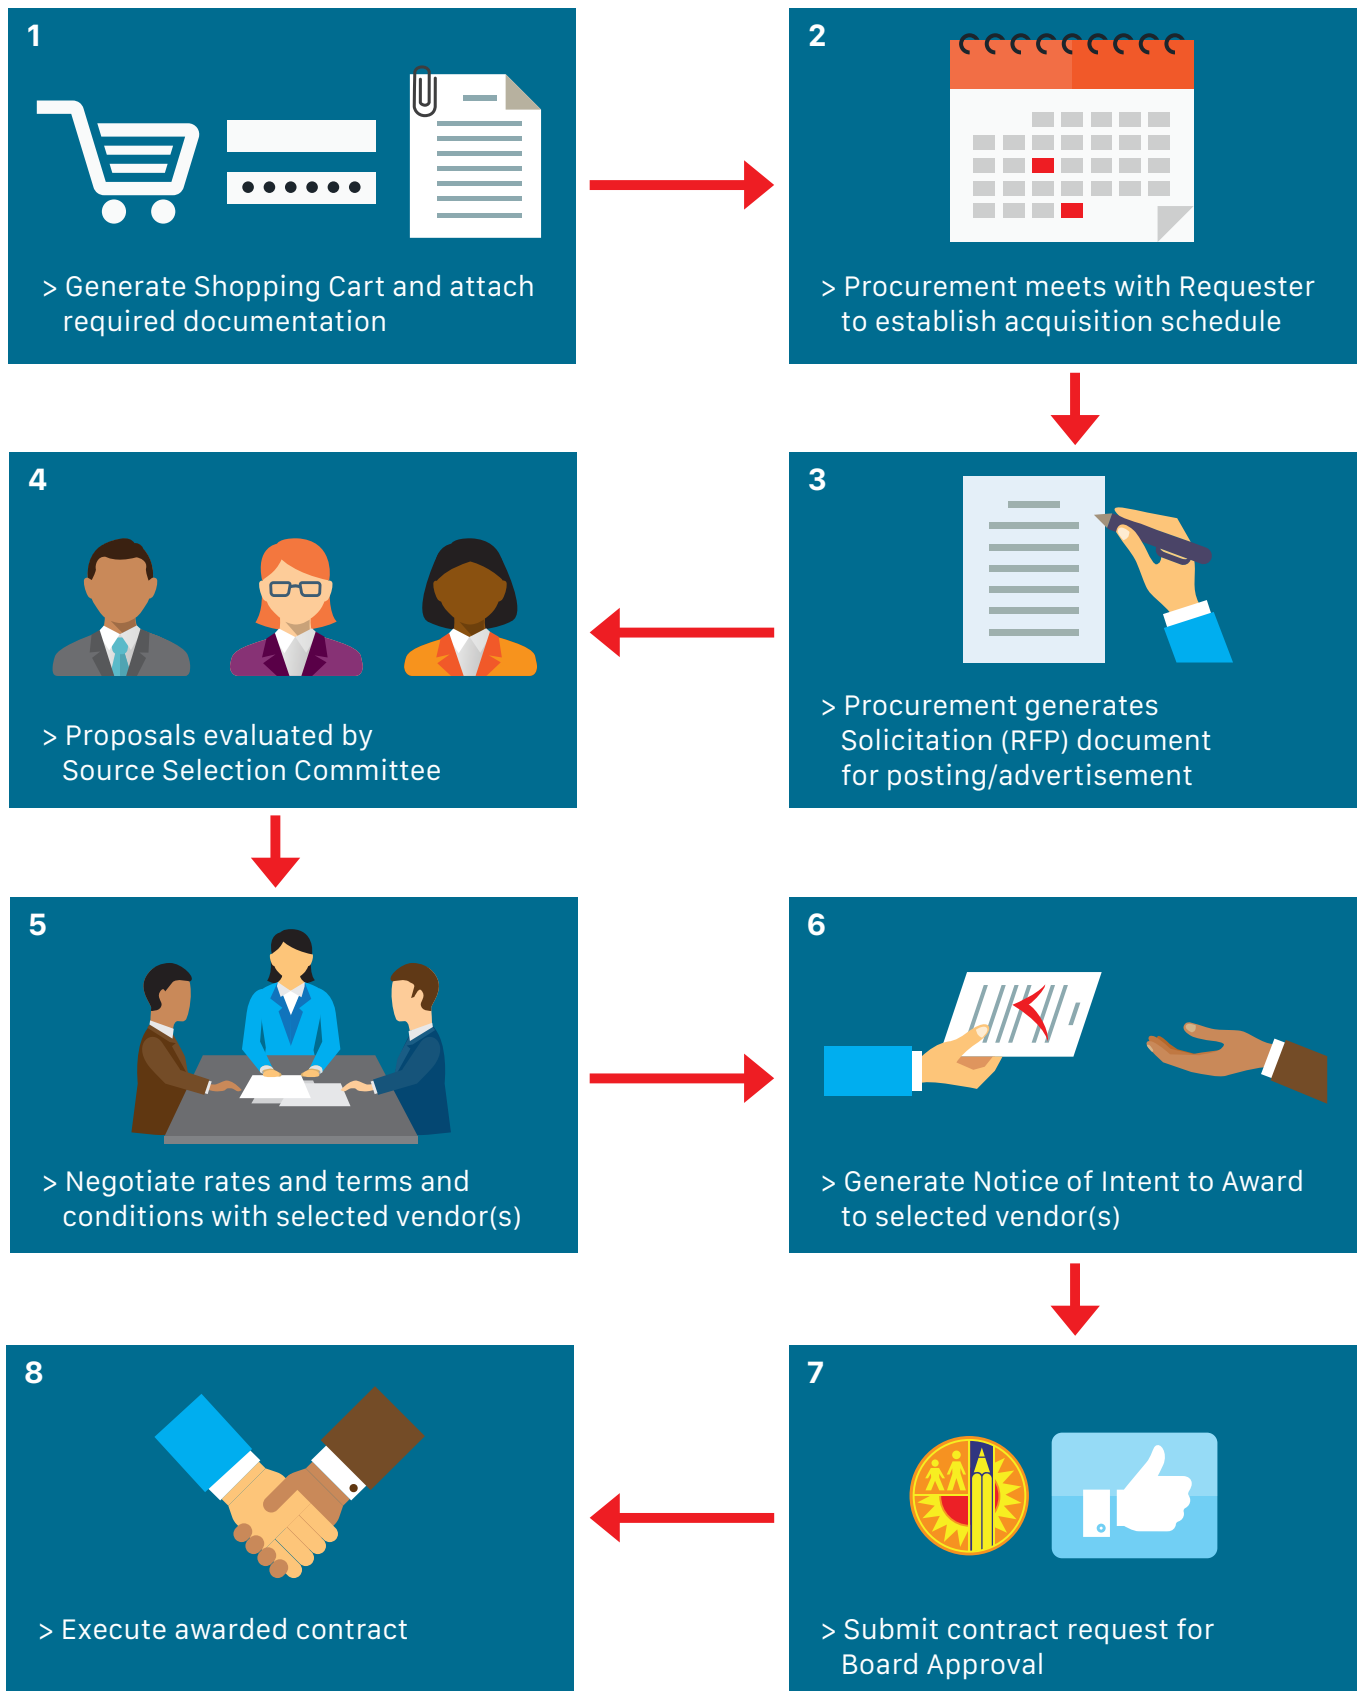 1
> Generate Shopping Cart and attach
required documentation
2
> Procurement meets with Requester
to establish acquisition schedule
3
> Procurement generates
Solicitation (RFP) document
for posting/advertisement
4
> Proposals evaluated by
Source Selection Committee
5
> Negotiate rates and terms and
conditions with selected vendor(s)
6
> Generate Notice of Intent to Award
to selected vendor(s)
7
> Submit contract request for
Board Approval
8
> Execute awarded contract